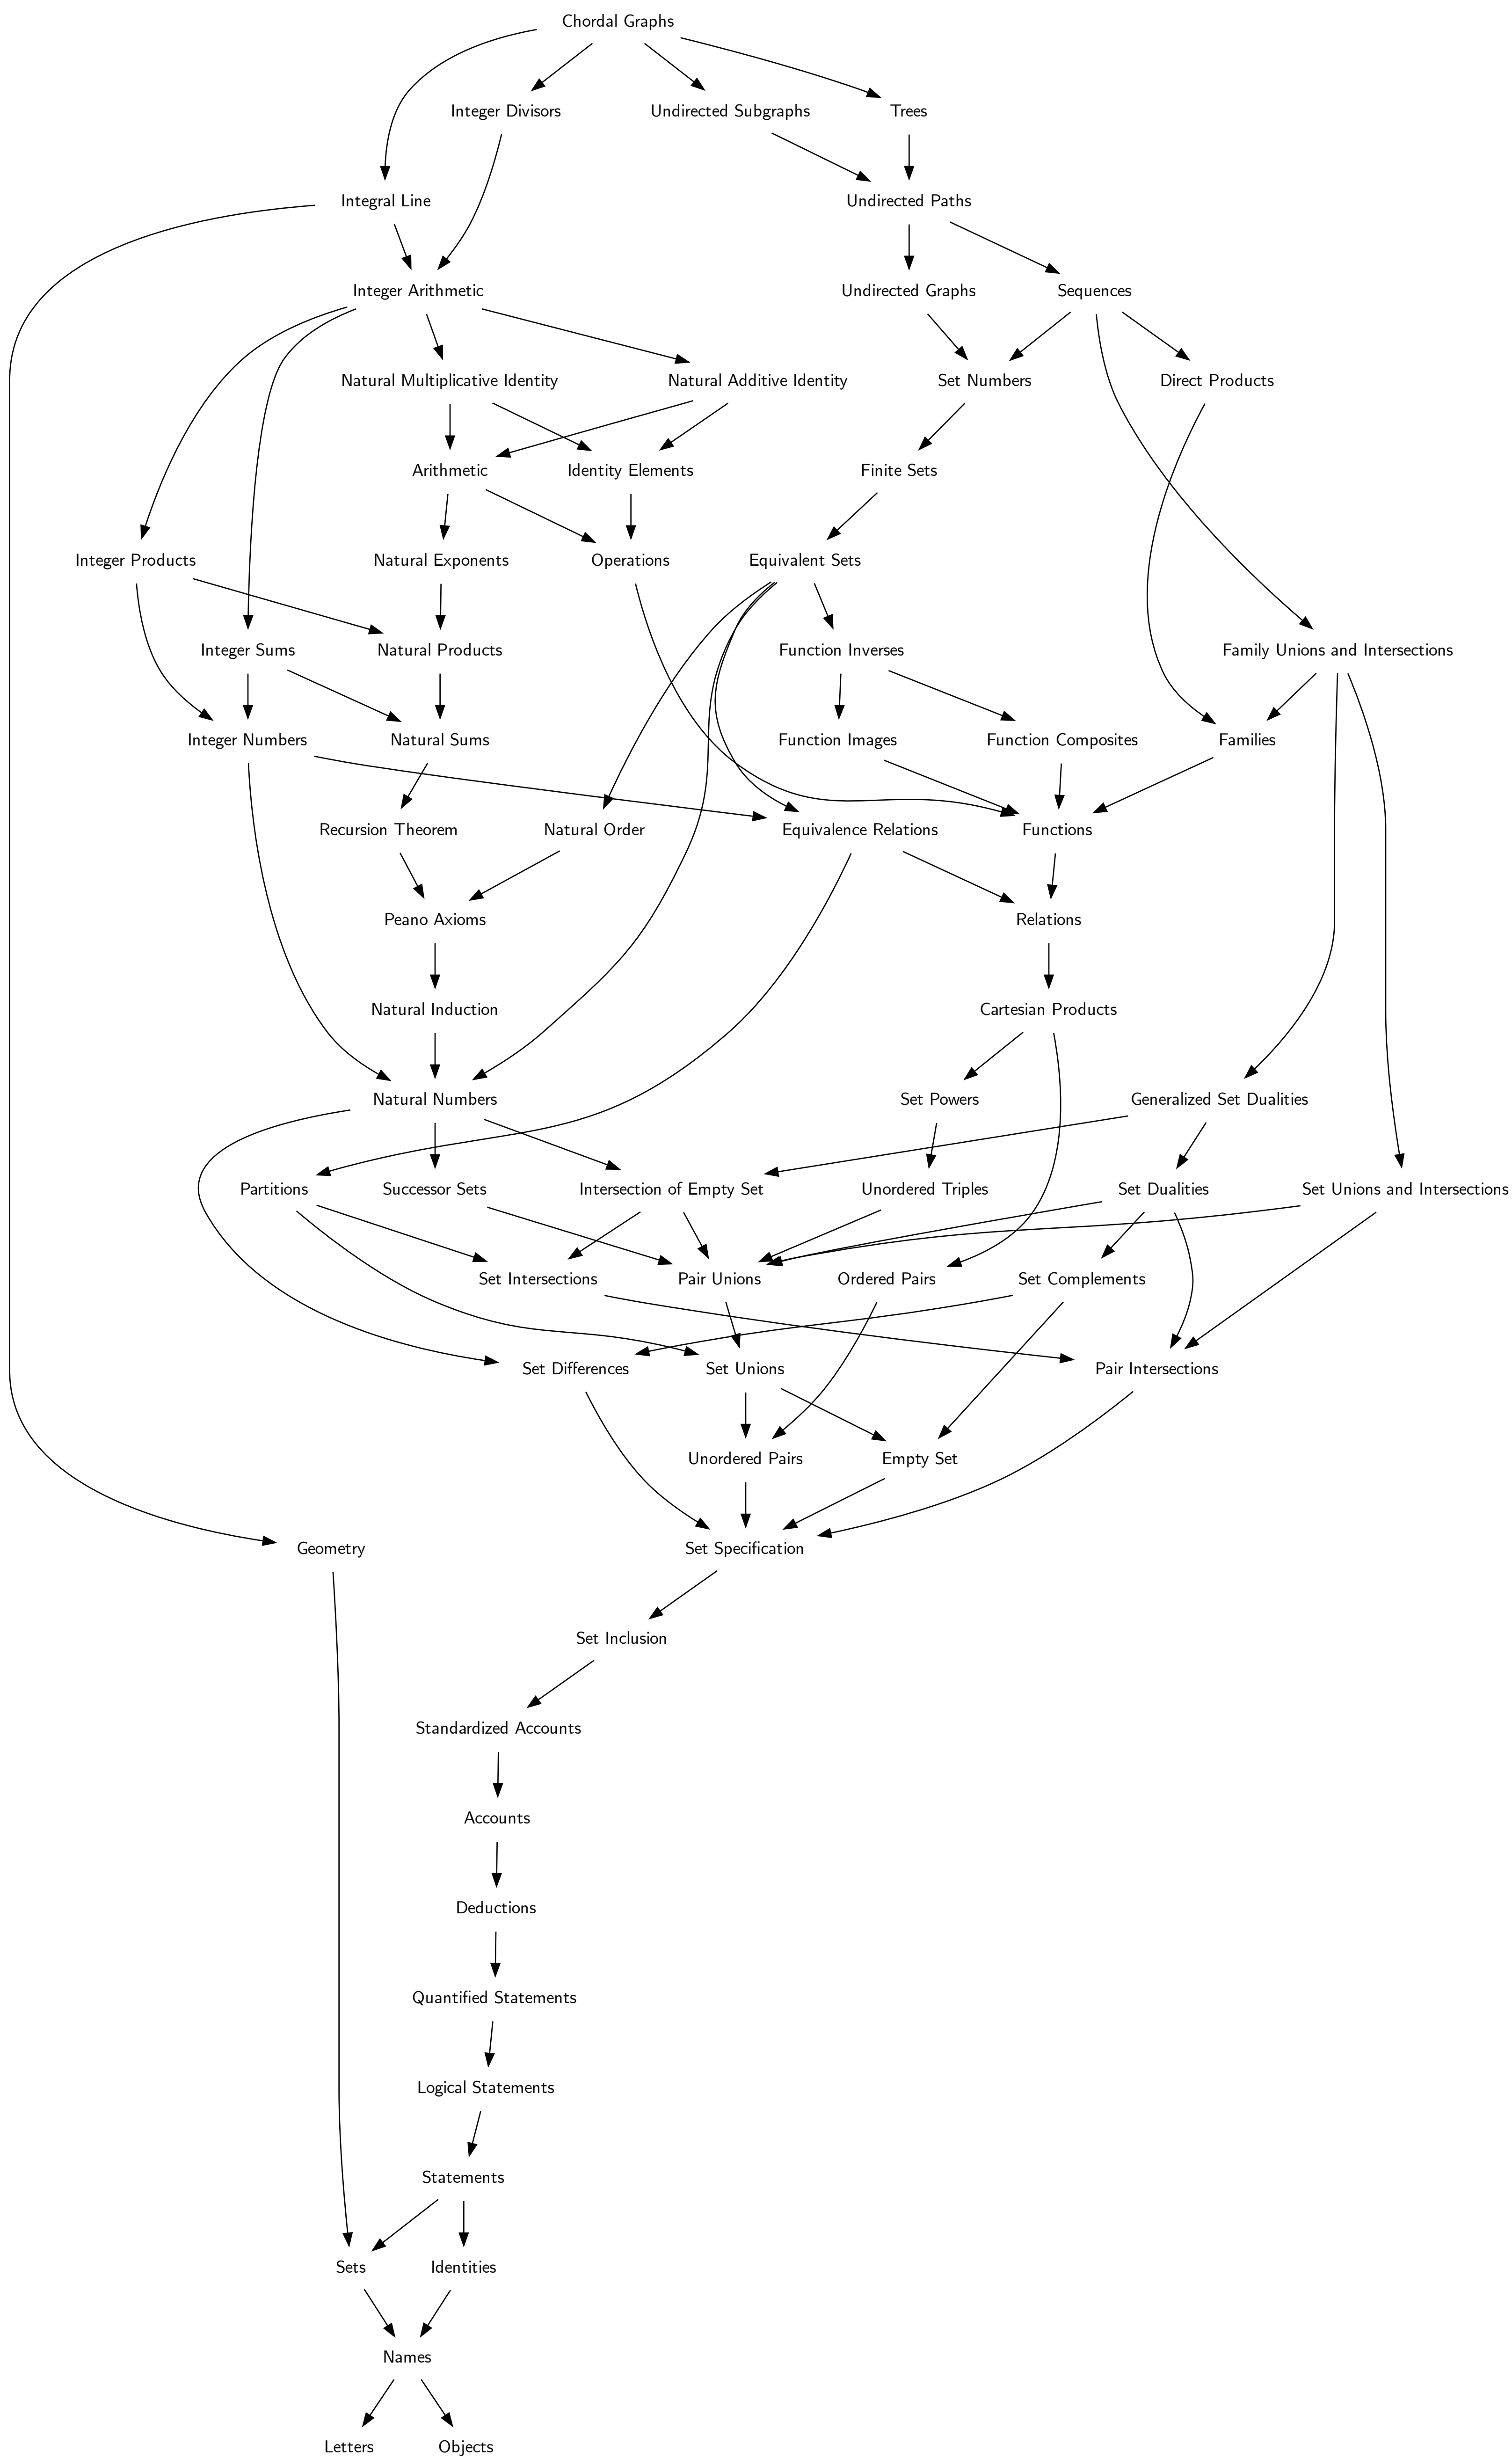 Chordal Graphs
Integer Divisors
Undirected Subgraphs
Trees
Integral Line
Undirected Paths
Integer Arithmetic
Undirected Graphs
Sequences
Natural Multiplicative Identity
Natural Additive Identity
Set Numbers
Direct Products
Arithmetic
Identity Elements
Finite Sets
Integer Products
Natural Exponents
Operations
Equivalent Sets
Integer Sums
Natural Products
Function Inverses
Family Unions and Intersections
Integer Numbers
Natural Sums
Function Images
Function Composites
Families
Recursion Theorem
Natural Order
Equivalence Relations
Functions
Peano Axioms
Relations
Natural Induction
Cartesian Products
Natural Numbers
Set Powers
Generalized Set Dualities
Partitions
Successor Sets
Intersection of Empty Set
Unordered Triples
Set Dualities
Set Unions and Intersections
Set Intersections
Pair Unions
Ordered Pairs
Set Complements
Set Differences
Set Unions
Pair Intersections
Unordered Pairs
Empty Set
Geometry
Set Specification
Set Inclusion
Standardized Accounts
Accounts
Deductions
Quantified Statements
Logical Statements
Statements
Sets
Identities
Names
Letters
Objects